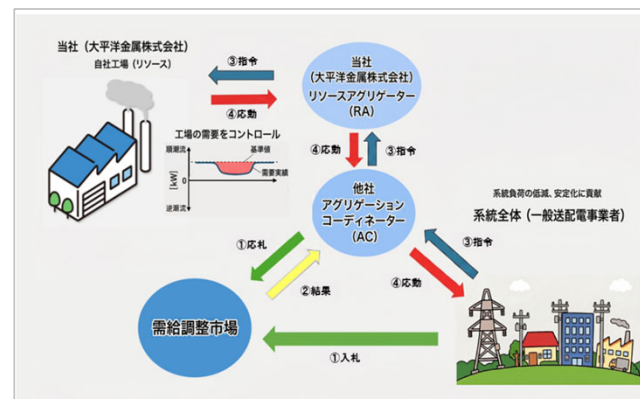 当社（大平洋金属株式会社）
自社工場（リソース）
③指令
④応動
当社
（大平洋金属株式会社）
リソースアグリゲーター
（RA）
工場の需要をコントロール
順潮流
基準値
[kW]
0
需要実績
逆潮流
④応動
③指令
他社
アグリゲーション
コーディネーター
（AC）
系統負荷の低減、安定化に貢献
系統全体（一般送配電事業者）
①応札
②結果
③指令
④応動
需給調整市場
①入札